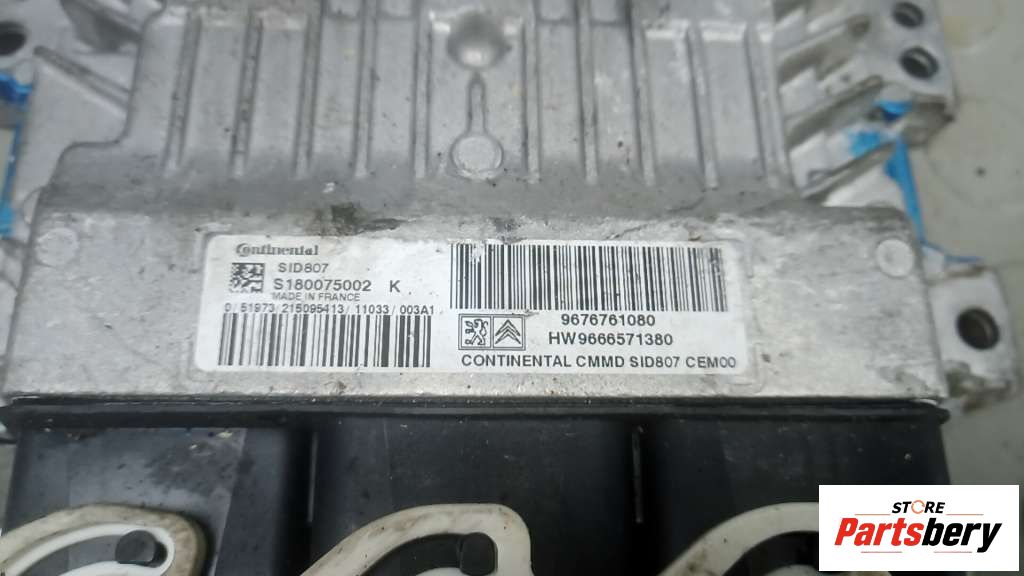 Continental
SID807
S180075002 K
MADE IN FRANCE
0/51973/215095413/11033/003A1
9676761080
HW9666571380
CONTINENTAL CMMD SID807 CEM00
STORE
Partsbery